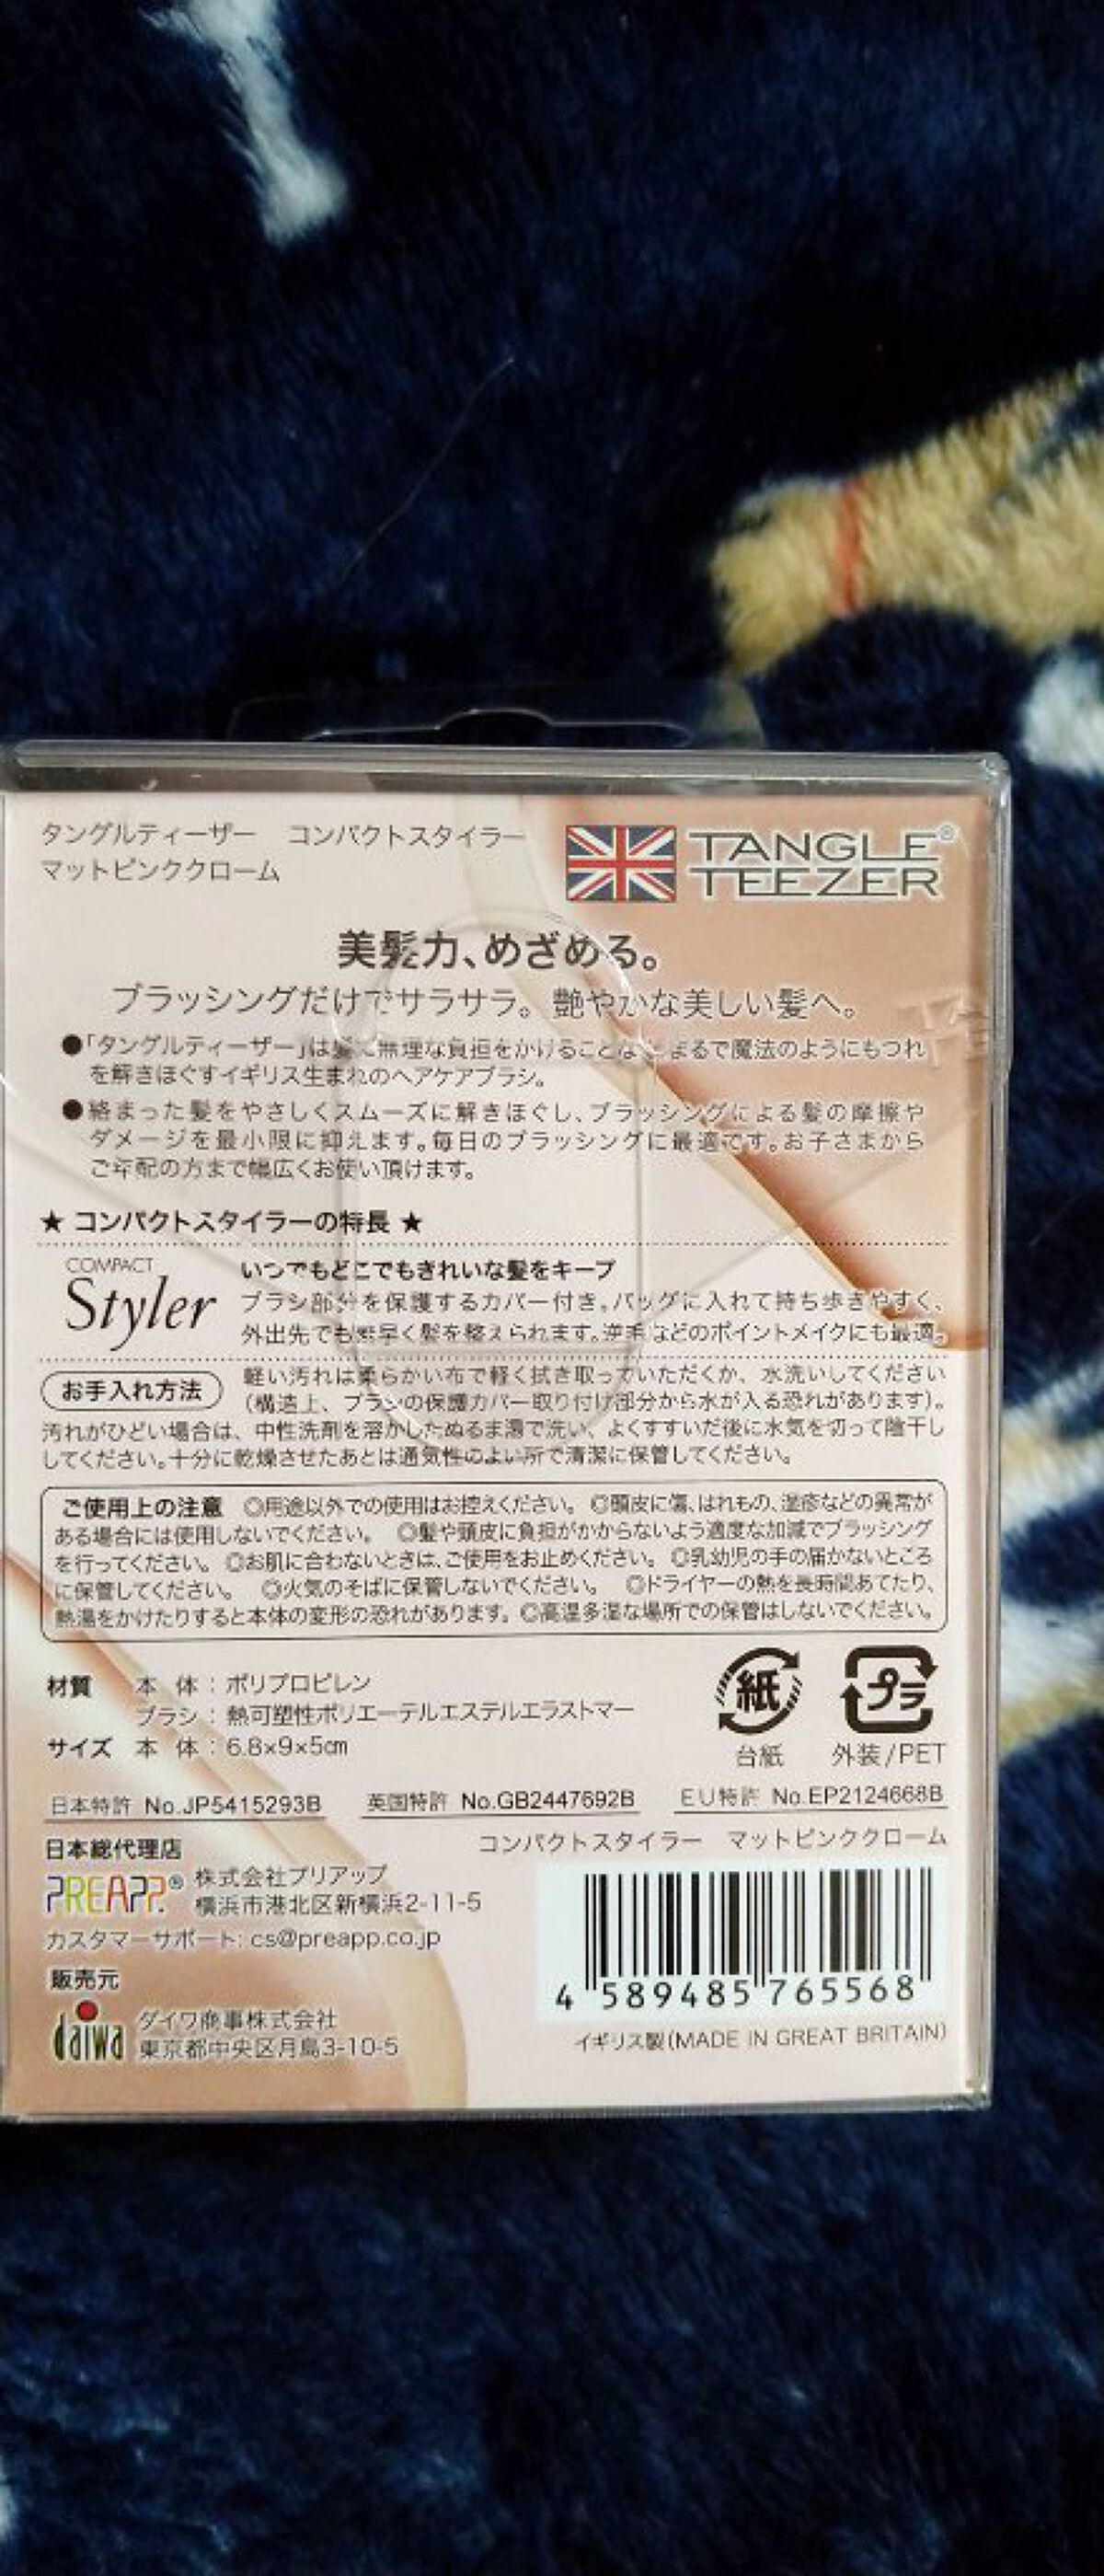 タングルティーザー コンパクトスタイラー
マットピンククローム
TANGLE®
TEEZER
美髪力、めざめる。
ブラッシングだけでサラサラ。艶やかな美しい髪へ。
●「タングルティーザー」は髪に無理な負担をかけることな まるで魔法のようにもつれ
を解きほぐすイギリス生まれのヘアケアブラシ。
●絡まった髪をやさしくスムーズに解きほぐし、ブラッシングによる髪の摩擦や
ダメージを最小限に抑えます。毎日のブラッシングに最適です。お子さまから
ご年配の方まで幅広くお使い頂けます。
★ コンパクトスタイラーの特長 ★
COMPACT
Styler
いつでもどこでもきれいな髪をキープ
ブラシ部分を保護するカバー付き。バッグに入れて持ち歩きやすく、
外出先でも素早く髪を整えられます。逆毛などのポイントメイクにも最適。
お手入れ方法 軽い汚れは柔らかい布で軽く拭き取っていただくか、水洗いしてください
(構造上、ブラシの保護カバー取り付け部分から水が入る恐れがあります)。
汚れがひどい場合は、中性洗剤を溶かしたぬるま湯で洗い、よくすすいだ後に水気を切って陰干し
してください。十分に乾燥させたあとは通気性のよい所で清潔に保管してください。
ご使用上の注意 ◎用途以外での使用はお控えください。 ◎頭皮に傷、はれもの、湿疹などの異常が
ある場合には使用しないでください。 ◎髪や頭皮に負担がかからないよう適度な加減でブラッシング
を行ってください。 ◎お肌に合わないときは、ご使用をお止めください。 ◎乳幼児の手の届かないところ
に保管してください。 ◎火気のそばに保管しないでください。 ◎ドライヤーの熱を長時間あてたり、
熱湯をかけたりすると本体の変形の恐れがあります。 ◎高温多湿な場所での保管はしないでください。
材質 本 体：ポリプロピレン
ブラシ：熱可塑性ポリエーテルエステルエラストマー
サイズ 本 体：6.8×9×5cm
紙
台紙
プラ
外装/PET
日本特許 No.JP5415293B 英国特許 No.GB2447692B EU特許 No.EP2124668B
日本総代理店
PREAPP® 株式会社プリアップ
横浜市港北区新横浜2-11-5
カスタマーサポート: cs@preapp.co.jp
販売元
daiwa ダイワ商事株式会社
東京都中央区月島3-10-5
コンパクトスタイラー マットピンククローム
4 589485 765568
イギリス製(MADE IN GREAT BRITAIN)